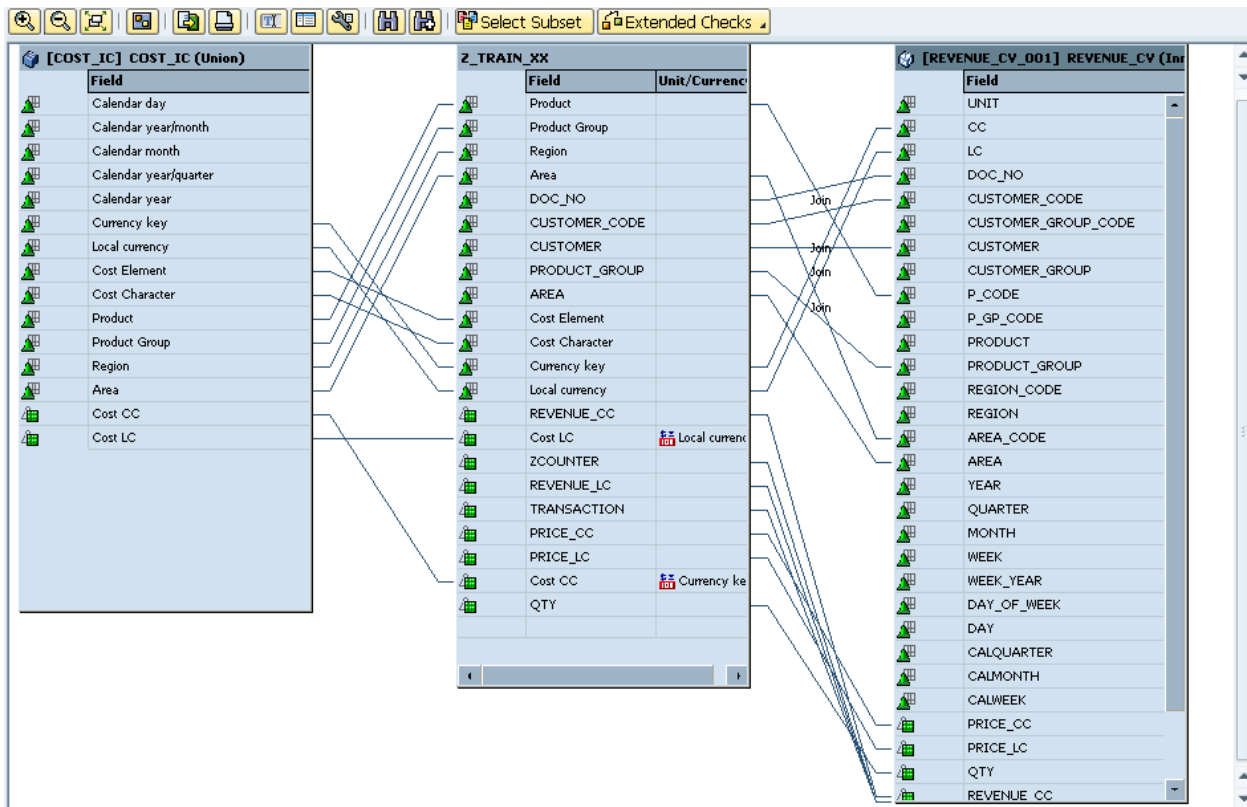 Select Subset Extended Checks
[COST_IC] COST_IC (Union)
Field
Calendar day
Calendar year/month
Calendar month
Calendar year/quarter
Calendar year
Currency key
Local currency
Cost Element
Cost Character
Product
Product Group
Region
Area
Cost CC
Cost LC
Z_TRAIN_XX
Field Unit/Currency
Product
Product Group
Region
Area
DOC_NO
CUSTOMER_CODE
CUSTOMER
PRODUCT_GROUP
AREA
Cost Element
Cost Character
Currency key
Local currency
REVENUE_CC
Cost LC Local currenc
ZCOUNTER
REVENUE_LC
TRANSACTION
PRICE_CC
PRICE_LC
Cost CC Currency ke
QTY
Join
Join
Join
Join
[REVENUE_CV_001] REVENUE_CV (Inn
Field
UNIT
CC
LC
DOC_NO
CUSTOMER_CODE
CUSTOMER_GROUP_CODE
CUSTOMER
CUSTOMER_GROUP
P_CODE
P_GP_CODE
PRODUCT
PRODUCT_GROUP
REGION_CODE
REGION
AREA_CODE
AREA
YEAR
QUARTER
MONTH
WEEK
WEEK_YEAR
DAY_OF_WEEK
DAY
CALQUARTER
CALMONTH
CALWEEK
PRICE_CC
PRICE_LC
QTY
REVENUE_CC